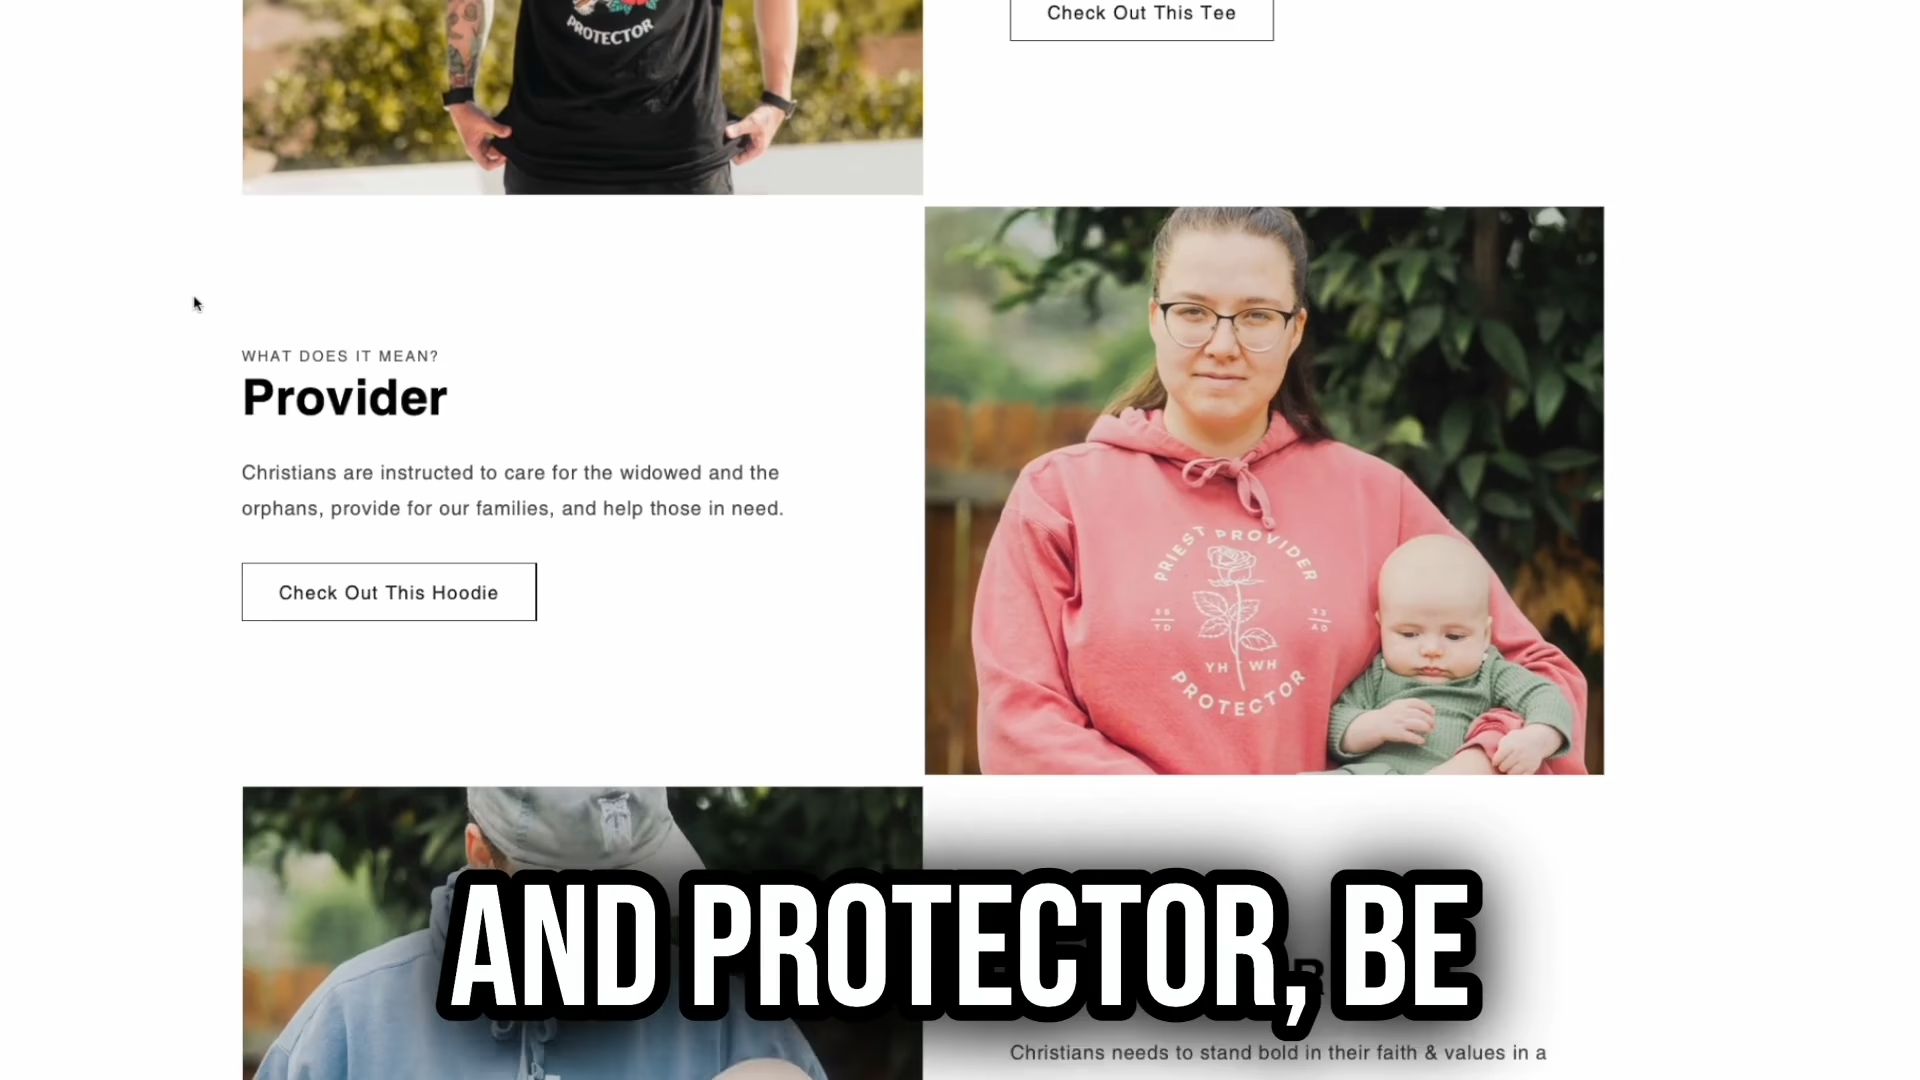 PROTECTOR
Check Out This Tee
WHAT DOES IT MEAN?
Provider
Christians are instructed to care for the widowed and the
orphans, provide for our families, and help those in need.
Check Out This Hoodie
PRIEST PROVIDER
YH WH
PROTECTOR
AND PROTECTOR, BE
Christians needs to stand bold in their faith & values in a